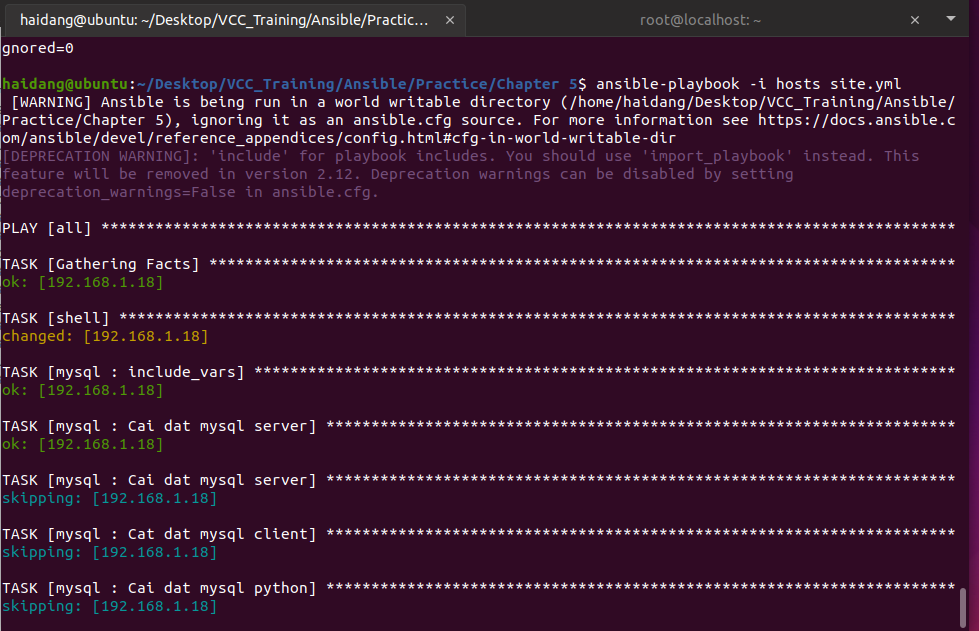 haidang@ubuntu: ~/Desktop/VCC_Training/Ansible/Practic... ×
root@localhost: ~ ×
gnored=0
haidang@ubuntu:~/Desktop/VCC_Training/Ansible/Practice/Chapter 5$ ansible-playbook -i hosts site.yml
 [WARNING] Ansible is being run in a world writable directory (/home/haidang/Desktop/VCC_Training/Ansible/
Practice/Chapter 5), ignoring it as an ansible.cfg source. For more information see https://docs.ansible.c
om/ansible/devel/reference_appendices/config.html#cfg-in-world-writable-dir
[DEPRECATION WARNING]: 'include' for playbook includes. You should use 'import_playbook' instead. This
feature will be removed in version 2.12. Deprecation warnings can be disabled by setting
deprecation_warnings=False in ansible.cfg.
PLAY [all] ***********************************************************************************************
TASK [Gathering Facts] ***********************************************************************************
ok: [192.168.1.18]
TASK [shell] *********************************************************************************************
changed: [192.168.1.18]
TASK [mysql : include_vars] ******************************************************************************
ok: [192.168.1.18]
TASK [mysql : Cai dat mysql server] **********************************************************************
ok: [192.168.1.18]
TASK [mysql : Cai dat mysql server] **********************************************************************
skipping: [192.168.1.18]
TASK [mysql : Cat dat mysql client] **********************************************************************
skipping: [192.168.1.18]
TASK [mysql : Cai dat mysql python] **********************************************************************
skipping: [192.168.1.18]